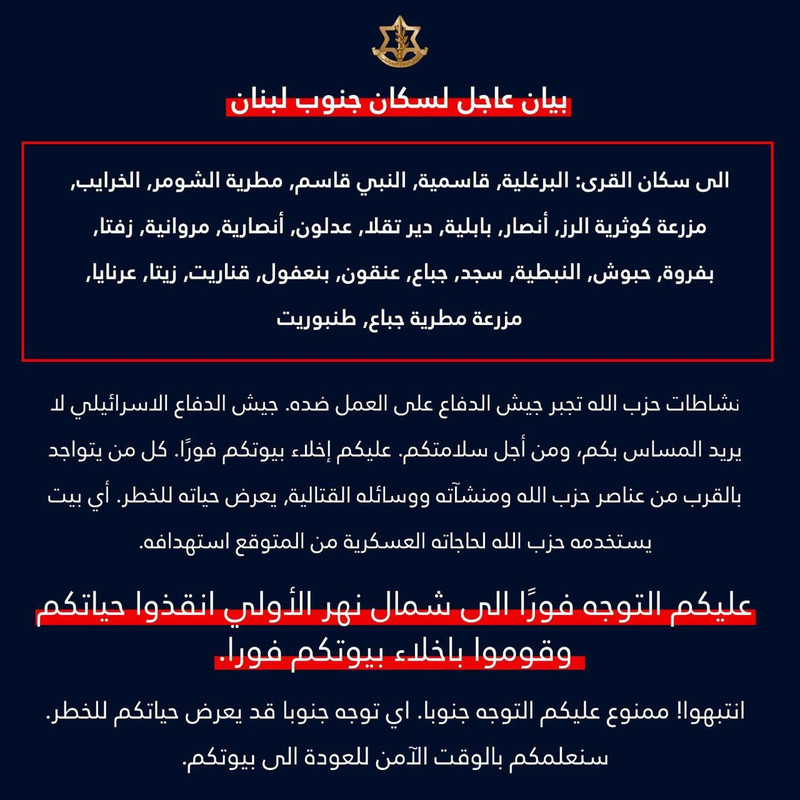 بيان عاجل لسكان جنوب لبنان
الى سكان القرى: البرغلية, قاسمية, النبي قاسم, مطرية الشومر, الخرايب,
مزرعة كوثرية الرز, أنصار, بابلية, دير تقلا, عدلون, أنصارية, مروانية, زفتا,
بفروة, حبوش, النبطية, سجد, جباع, عنقون, بنعفول, قناريت, زيتا, عرنايا,
مزرعة مطرية جباع, طنبوريت
نشاطات حزب الله تجبر جيش الدفاع على العمل ضده. جيش الدفاع الاسرائيلي لا
يريد المساس بكم، ومن أجل سلامتكم. عليكم إخلاء بيوتكم فورًا. كل من يتواجد
بالقرب من عناصر حزب الله ومنشآته ووسائله القتالية, يعرض حياته للخطر. أي بيت
يستخدمه حزب الله لحاجاته العسكرية من المتوقع استهدافه.
عليكم التوجه فورًا الى شمال نهر الأولي انقذوا حياتكم
وقوموا باخلاء بيوتكم فورا.
انتبهوا! ممنوع عليكم التوجه جنوبا. اي توجه جنوبا قد يعرض حياتكم للخطر.
سنعلمكم بالوقت الآمن للعودة الى بيوتكم.